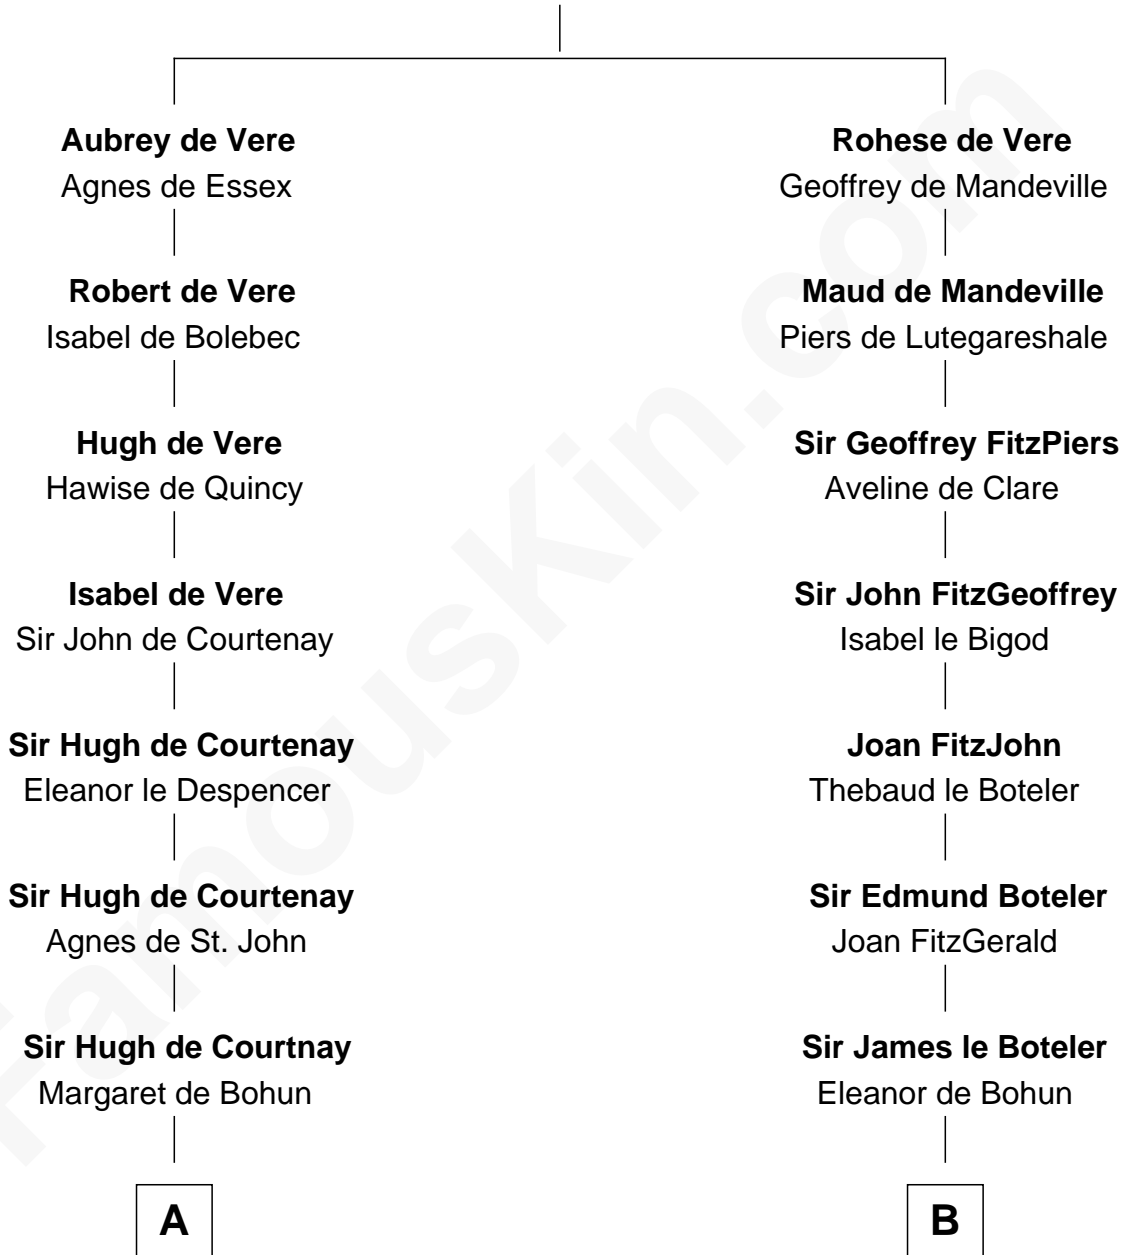 Aubrey de Vere
Agnes de Essex
Rohese de Vere
Geoffrey de Mandeville
Robert de Vere
Isabel de Bolebec
Maud de Mandeville
Piers de Lutegareshale
Hugh de Vere
Hawise de Quincy
Sir Geoffrey FitzPiers
Aveline de Clare
Isabel de Vere
Sir John de Courtenay
Sir John FitzGeoffrey
Isabel le Bigod
Sir Hugh de Courtenay
Eleanor le Despencer
Joan FitzJohn
Thebaud le Boteler
Sir Hugh de Courtenay
Agnes de St. John
Sir Edmund Boteler
Joan FitzGerald
Sir Hugh de Courtnay
Margaret de Bohun
Sir James le Boteler
Eleanor de Bohun
A
B
FamousKin.com